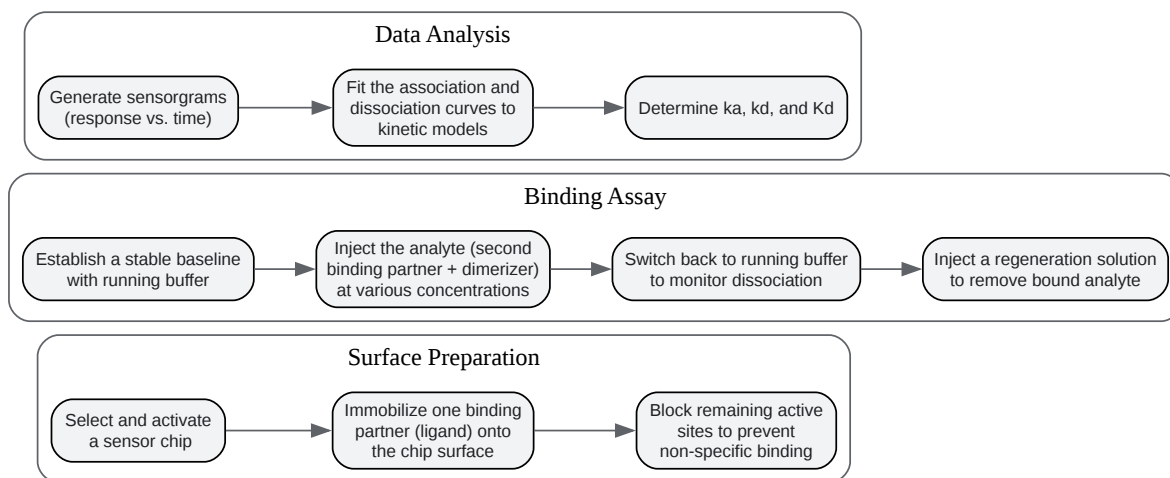 Data Analysis
Generate sensorgrams
(response vs. time)
Fit the association and
dissociation curves to
kinetic models
Determine ka, kd, and Kd
Binding Assay
Establish a stable baseline
with running buffer
Inject the analyte (second
binding partner + dimerizer)
at various concentrations
Switch back to running buffer
to monitor dissociation
Inject a regeneration solution
to remove bound analyte
Surface Preparation
Select and activate
a sensor chip
Immobilize one binding
partner (ligand) onto
the chip surface
Block remaining active
sites to prevent
non-specific binding